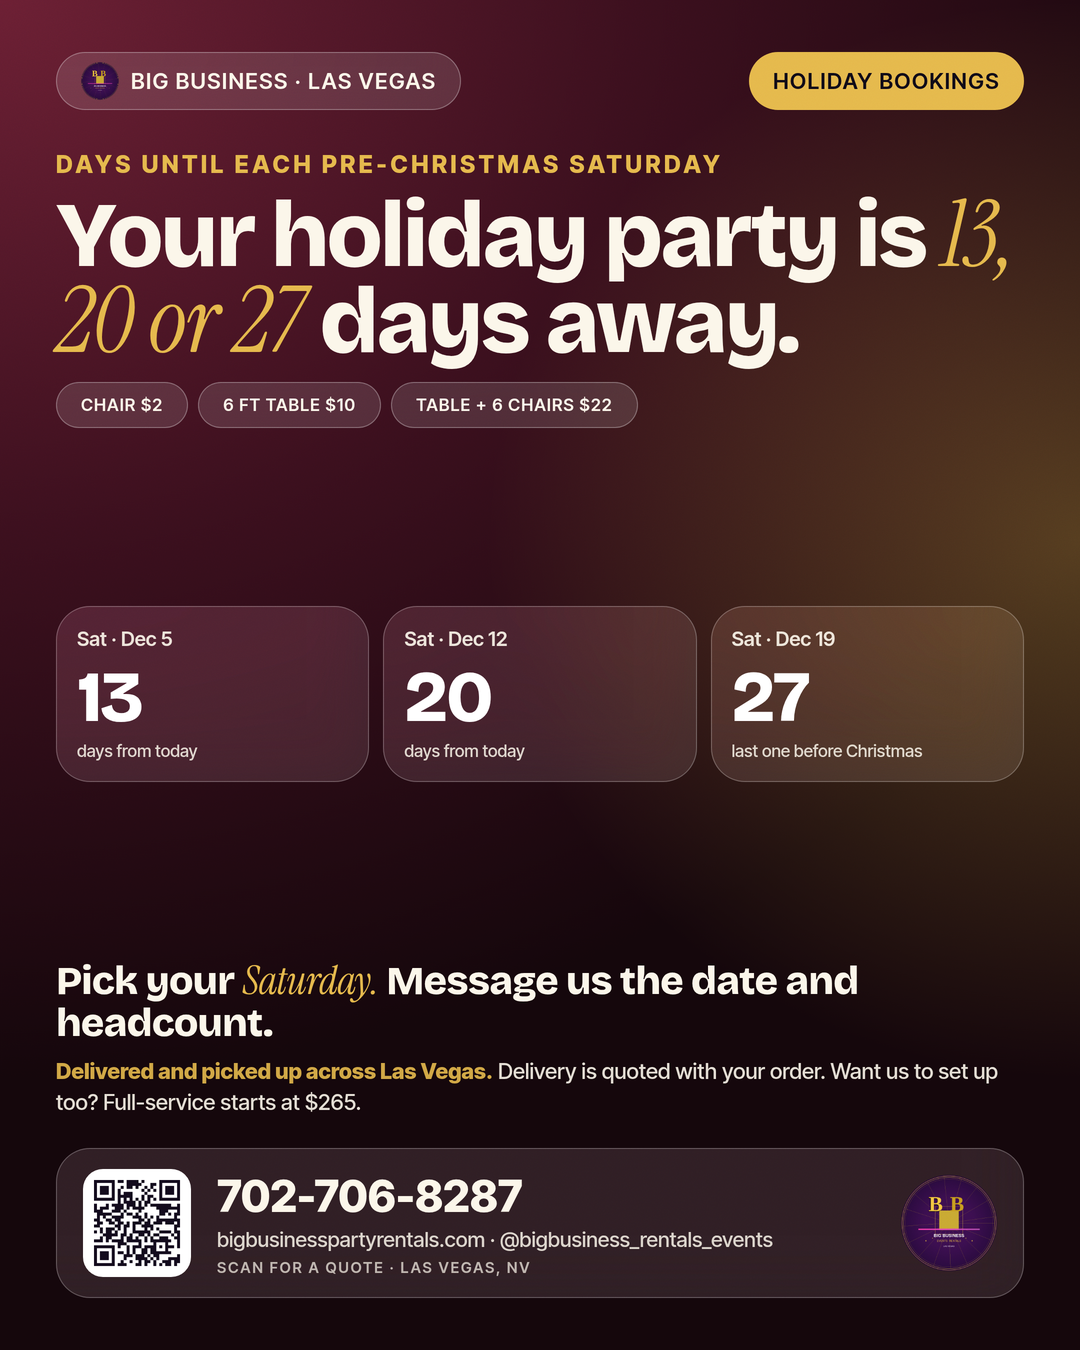 BIG BUSINESS · LAS VEGAS
HOLIDAY BOOKINGS
DAYS UNTIL EACH PRE-CHRISTMAS SATURDAY
Your holiday party is 13,
20 or 27 days away.
CHAIR $2
6 FT TABLE $10
TABLE + 6 CHAIRS $22
Sat · Dec 5
13
days from today
Sat · Dec 12
20
days from today
Sat · Dec 19
27
last one before Christmas
Pick your Saturday. Message us the date and
headcount.
Delivered and picked up across Las Vegas. Delivery is quoted with your order. Want us to set up
too? Full-service starts at $265.
702-706-8287
bigbusinesspartyrentals.com · @bigbusiness_rentals_events
SCAN FOR A QUOTE · LAS VEGAS, NV
B B
BIG BUSINESS